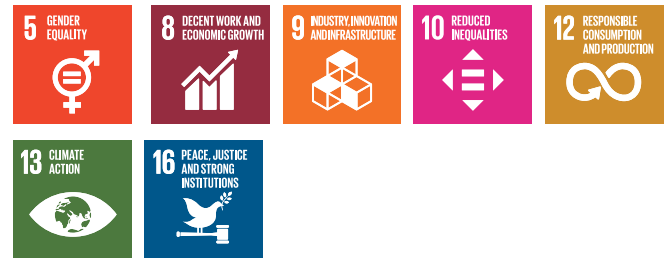 5 GENDER
EQUALITY
8 DECENT WORK AND
ECONOMIC GROWTH
9 INDUSTRY, INNOVATION
AND INFRASTRUCTURE
10 REDUCED
INEQUALITIES
12 RESPONSIBLE
CONSUMPTION
AND PRODUCTION
13 CLIMATE
ACTION
16 PEACE, JUSTICE
AND STRONG
INSTITUTIONS